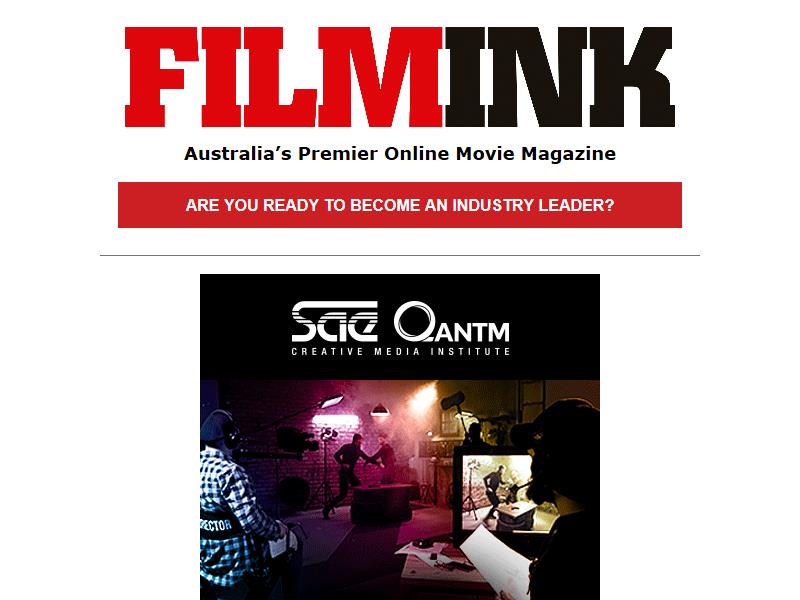 FILMINK
Australia’s Premier Online Movie Magazine
ARE YOU READY TO BECOME AN INDUSTRY LEADER?
SAE QANTM
CREATIVE MEDIA INSTITUTE
RECTOR